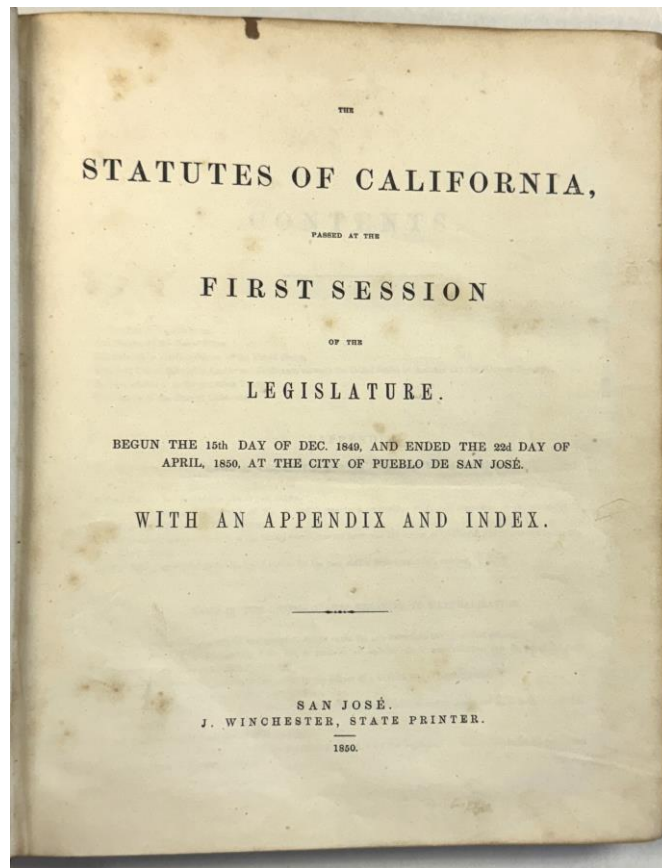 THE
STATUTES OF CALIFORNIA,
PASSED AT THE
FIRST SESSION
OF THE
LEGISLATURE.
BEGUN THE 15th DAY OF DEC. 1849, AND ENDED THE 22d DAY OF
APRIL, 1850, AT THE CITY OF PUEBLO DE SAN JOSÉ.
WITH AN APPENDIX AND INDEX.
SAN JOSÉ.
J. WINCHESTER, STATE PRINTER.
1850.